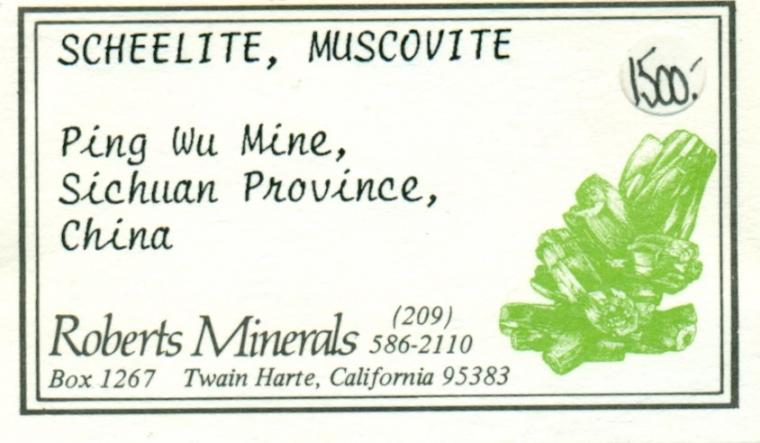 SCHEELITE, MUSCOVITE
1500.-
Ping Wu Mine,
Sichuan Province,
China
Roberts Minerals (209) 586-2110
Box 1267 Twain Harte, California 95383